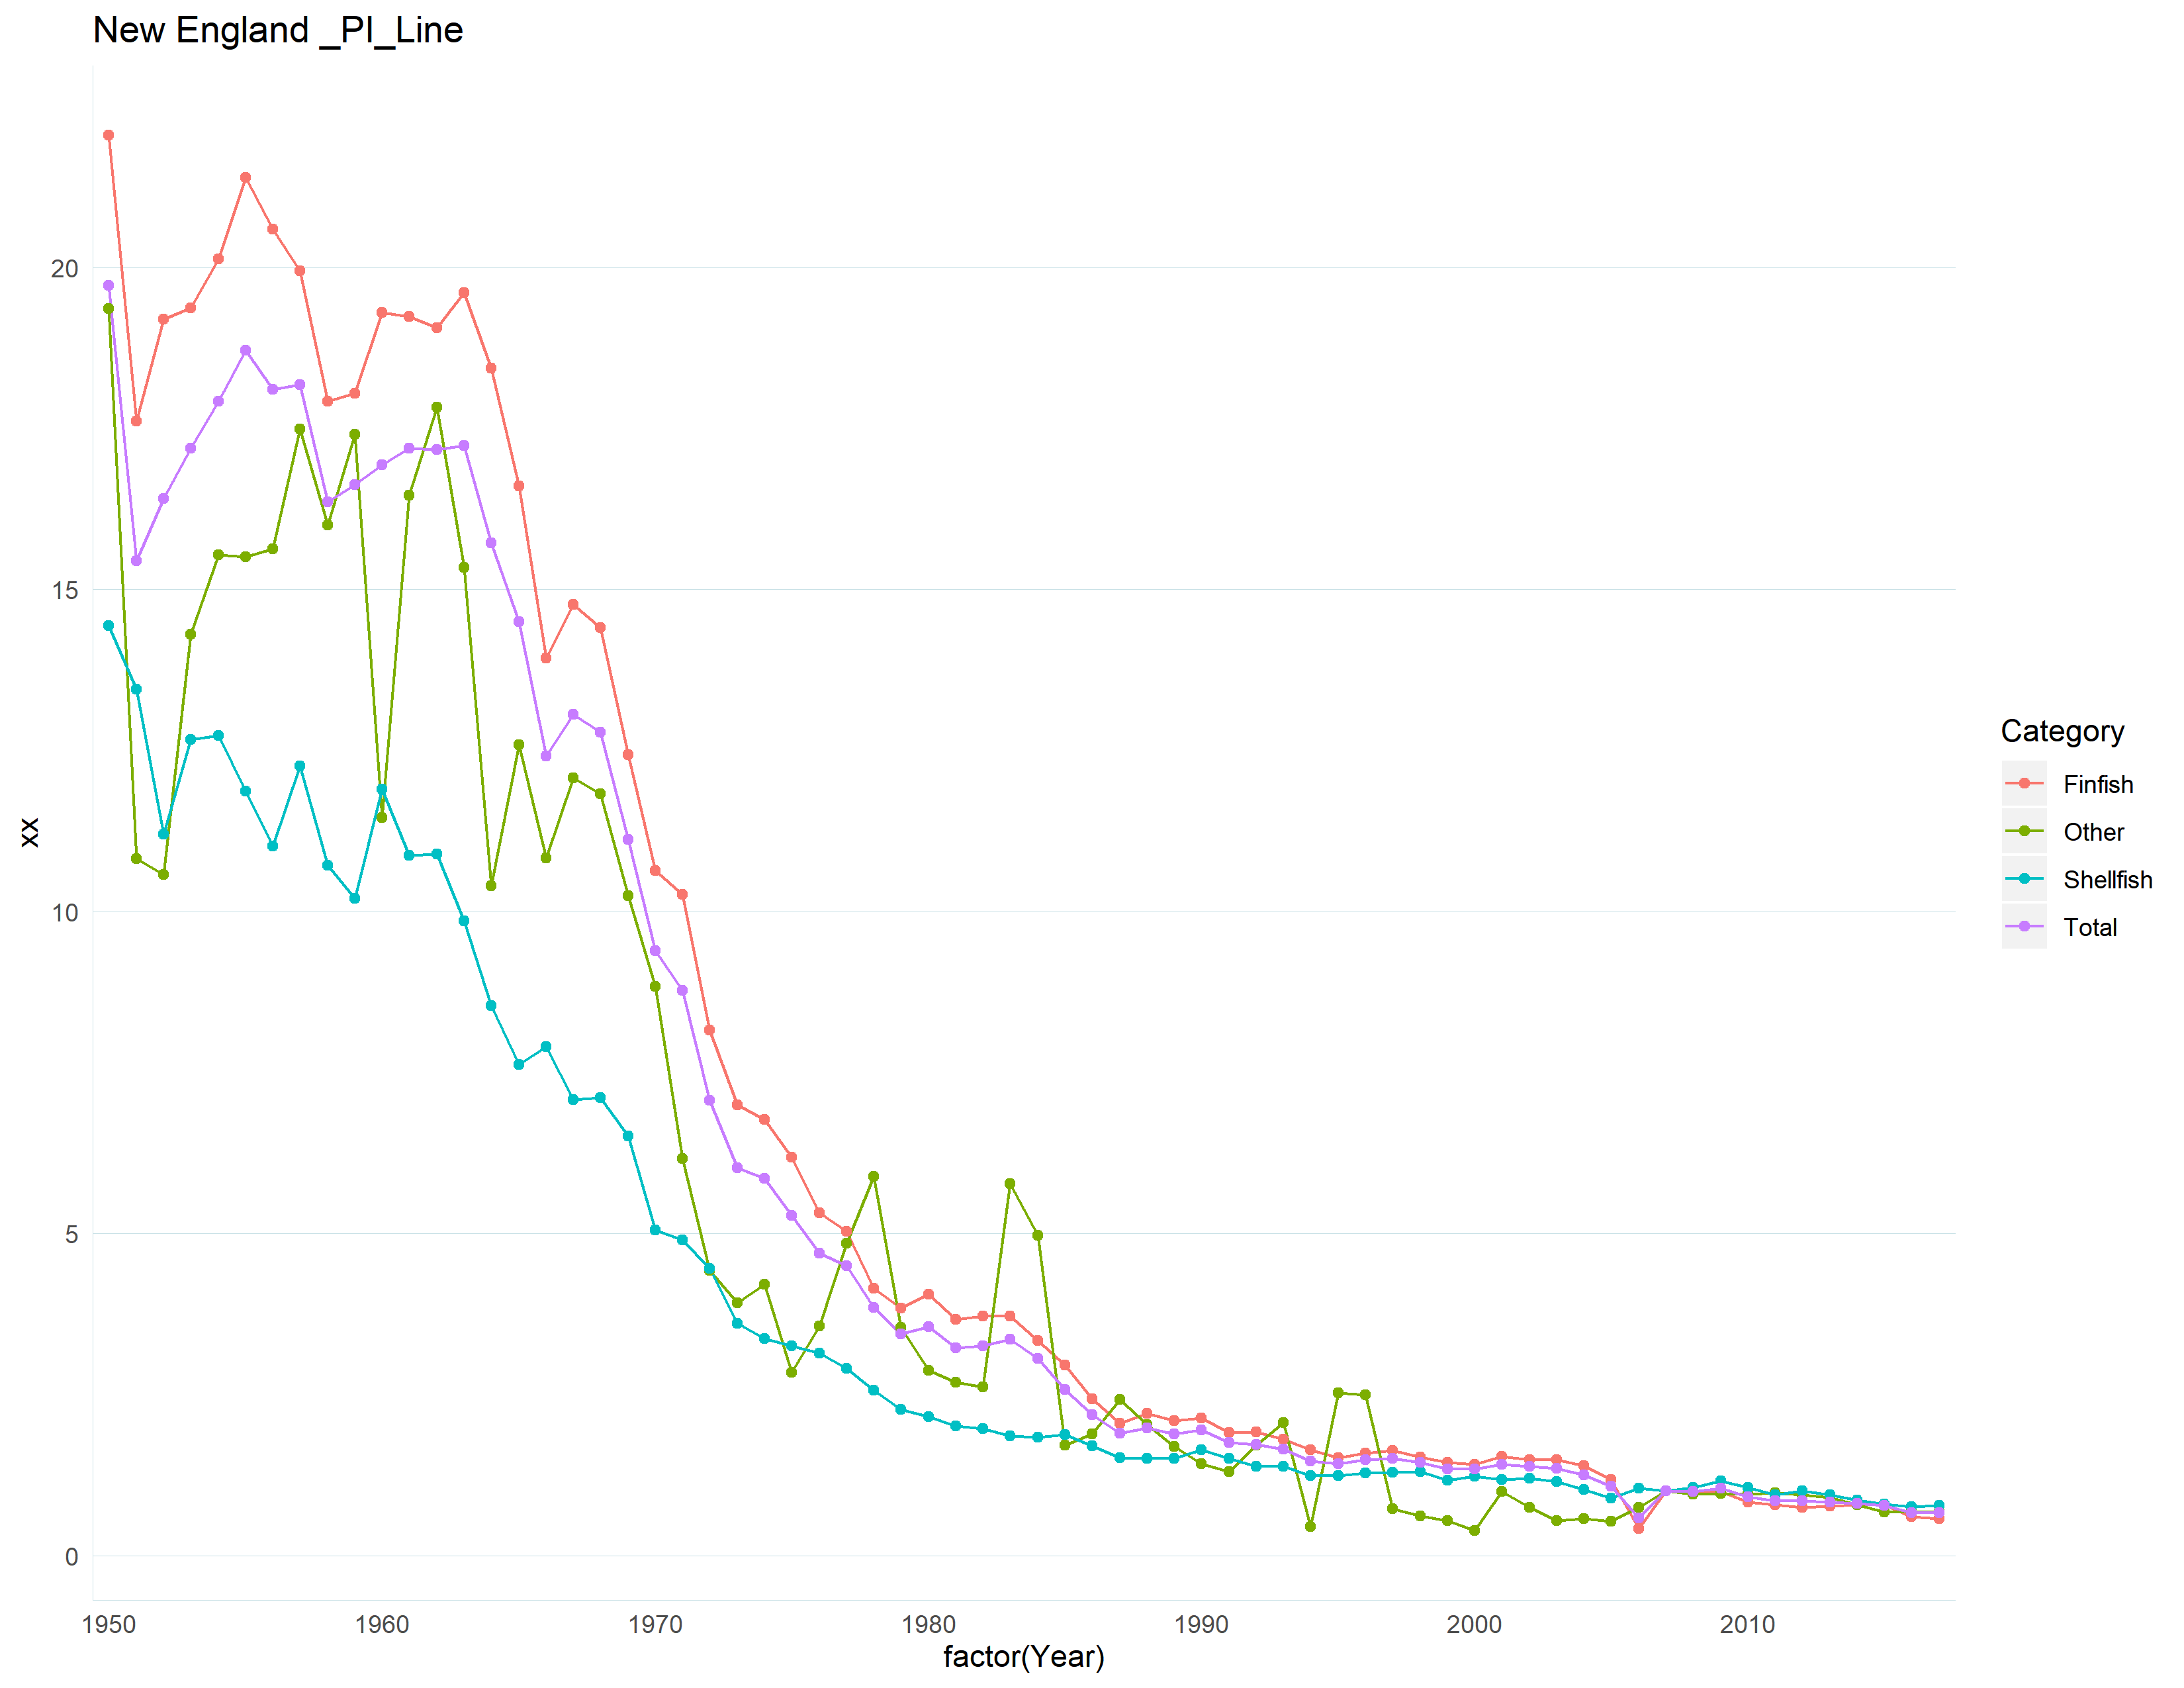 New England _PI_Line
20
15
10
5
0
xx
1950 1960 1970 1980 1990 2000 2010
factor(Year)
Category
Finfish
Other
Shellfish
Total